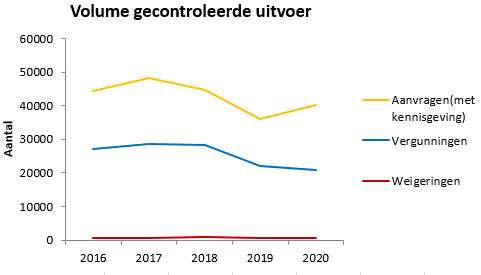 Volume gecontroleerde uitvoer
60000
50000
40000
30000
20000
10000
0
Aantal
2016 2017 2018 2019 2020
Aanvragen(met
kennisgeving)
Vergunningen
Weigeringen